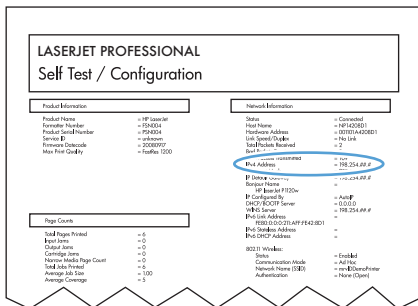 LASERJET PROFESSIONAL
Self Test / Configuration
Product Information
Product Name = HP LaserJet
Formatter Number = FSN004
Product Serial Number = FSN004
Service ID = unknown
Firmware Datecode = 20080917
Max Print Quality = FastRes 1200
Page Counts
Total Pages Printed = 6
Input Jams = 0
Output Jams = 0
Cartridge Jams = 0
Narrow Media Page Count = 0
Total Jobs Printed = 6
Average Job Size = 1.00
Average Coverage = 5
Network Information
Status = Connected
Host Name = NP14208D1
Hardware Address = 001101A4208D1
Link Speed/Duplex = No Link
Total Packets Received = 2
IPv4 Address = 198.254.##.#
Bonjour Name =
HP LaserJet P1120w
IP Configured By = AutoIP
DHCP/BOOTP Server = 0.0.0.0
WINS Server = 198.254.##.#
IPv6 Link Address =
FE80:0:0:0:211:AFF:FE42:8D1
IPv6 Stateless Address =
IPv6 DHCP Address =
802.11 Wireless:
Status = Enabled
Communication Mode = Ad Hoc
Network Name (SSID) = mrvlDemoPrinter
Authentication = None (Open)